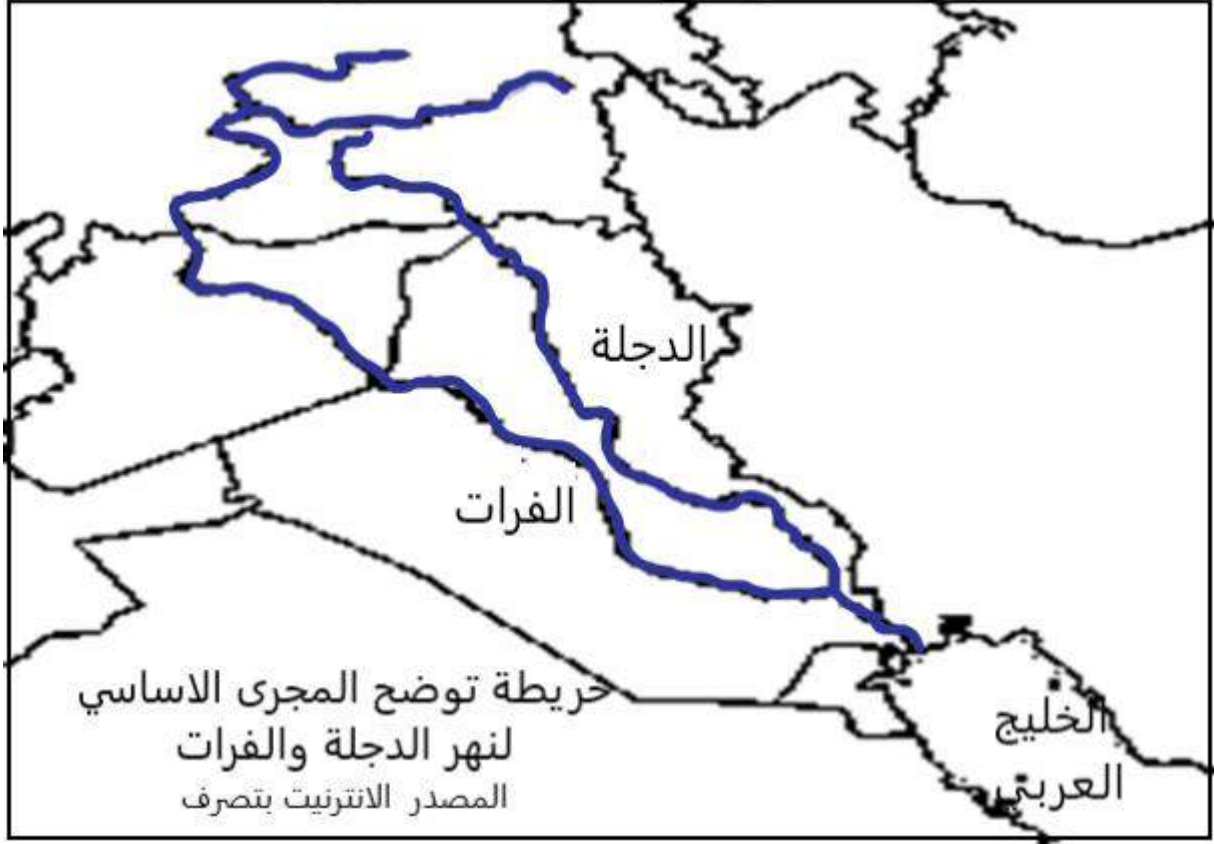 الدجلة
الفرات
خريطة توضح المجرى الاساسي
لنهر الدجلة والفرات
المصدر الانترنيت بتصرف
الخليج
العربي